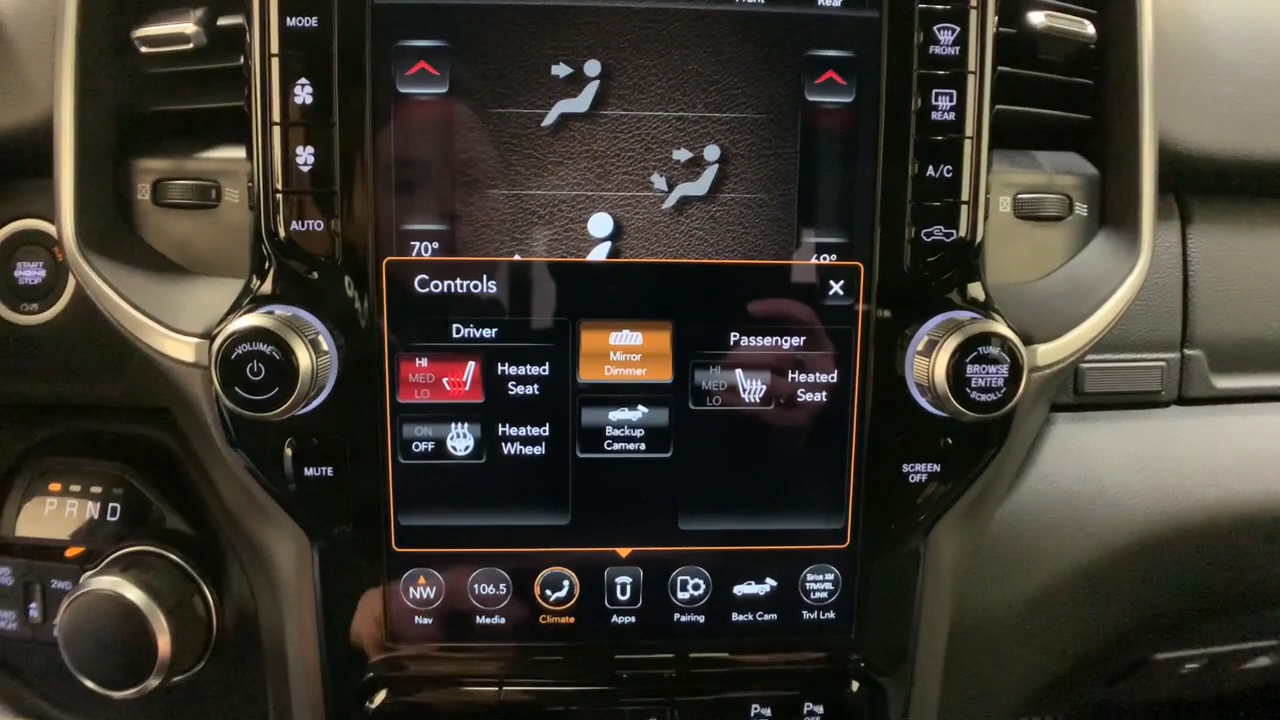 Rear
MODE
FRONT
REAR
A/C
AUTO
70°
START
ENGINE
STOP
Controls
Driver
Mirror
Dimmer
Passenger
HI
MED
LO
Heated
Seat
HI
MED
LO
Heated
Seat
ON
OFF
Heated
Wheel
Backup
Camera
VOLUME
TUNE
BROWSE
ENTER
SCROLL
MUTE
SCREEN
OFF
P R N D
2WD
NW
106.5
Sirius XM
TRAVEL
LINK
Nav
Media
Climate
Apps
Pairing
Back Cam
Trvl Lnk